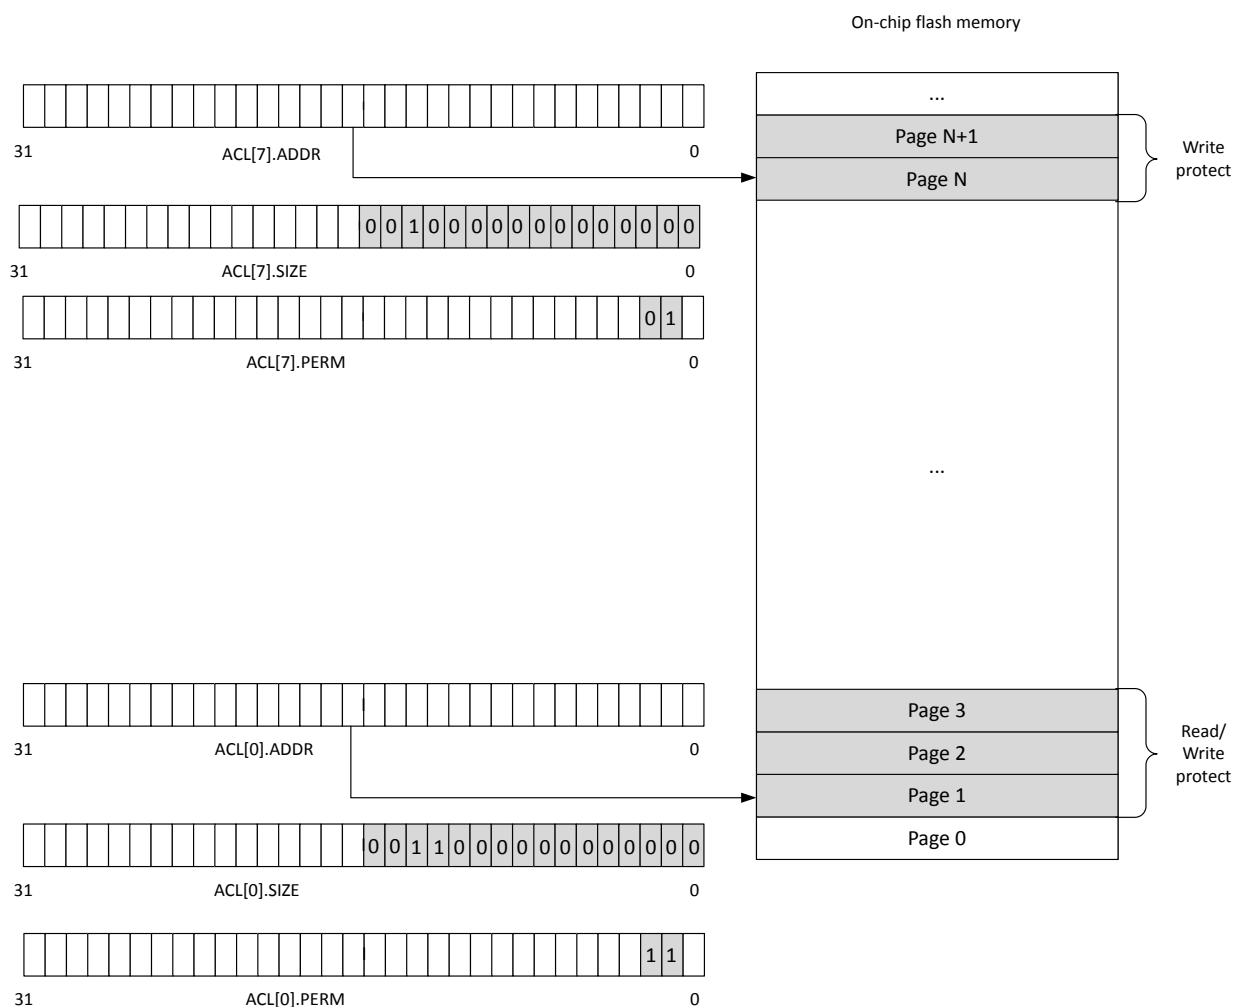 On-chip flash memory
...
31 ACL[7].ADDR 0
Page N+1
Page N
Write
protect
0 0 1 0 0 0 0 0 0 0 0 0 0 0 0 0
31 ACL[7].SIZE 0
0 1
31 ACL[7].PERM 0
...
31 ACL[0].ADDR 0
Page 3
Page 2
Page 1
Page 0
Read/
Write
protect
0 0 1 1 0 0 0 0 0 0 0 0 0 0 0 0
31 ACL[0].SIZE 0
1 1
31 ACL[0].PERM 0